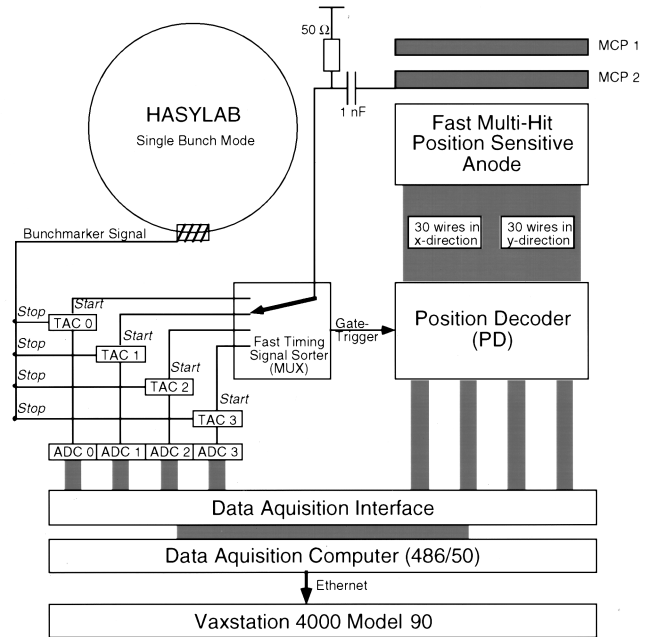 50 Ω
MCP 1
MCP 2
1 nF
HASYLAB
Single Bunch Mode
Fast Multi-Hit
Position Sensitive
Anode
30 wires in
x-direction
30 wires in
y-direction
Bunchmarker Signal
Stop
Start
TAC 0
Stop
Start
TAC 1
Stop
Start
TAC 2
Stop
Start
TAC 3
Fast Timing
Signal Sorter
(MUX)
Gate-
Trigger
Position Decoder
(PD)
ADC 0
ADC 1
ADC 2
ADC 3
Data Aquisition Interface
Data Aquisition Computer (486/50)
Ethernet
Vaxstation 4000 Model 90